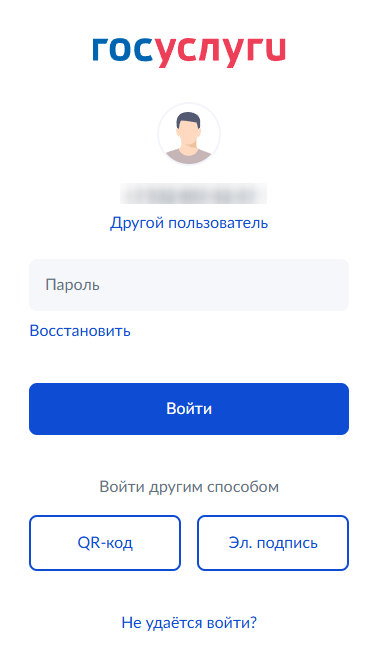 госуслуги
Другой пользователь
Пароль
Восстановить
Войти
Войти другим способом
QR-код
Эл. подпись
Не удаётся войти?